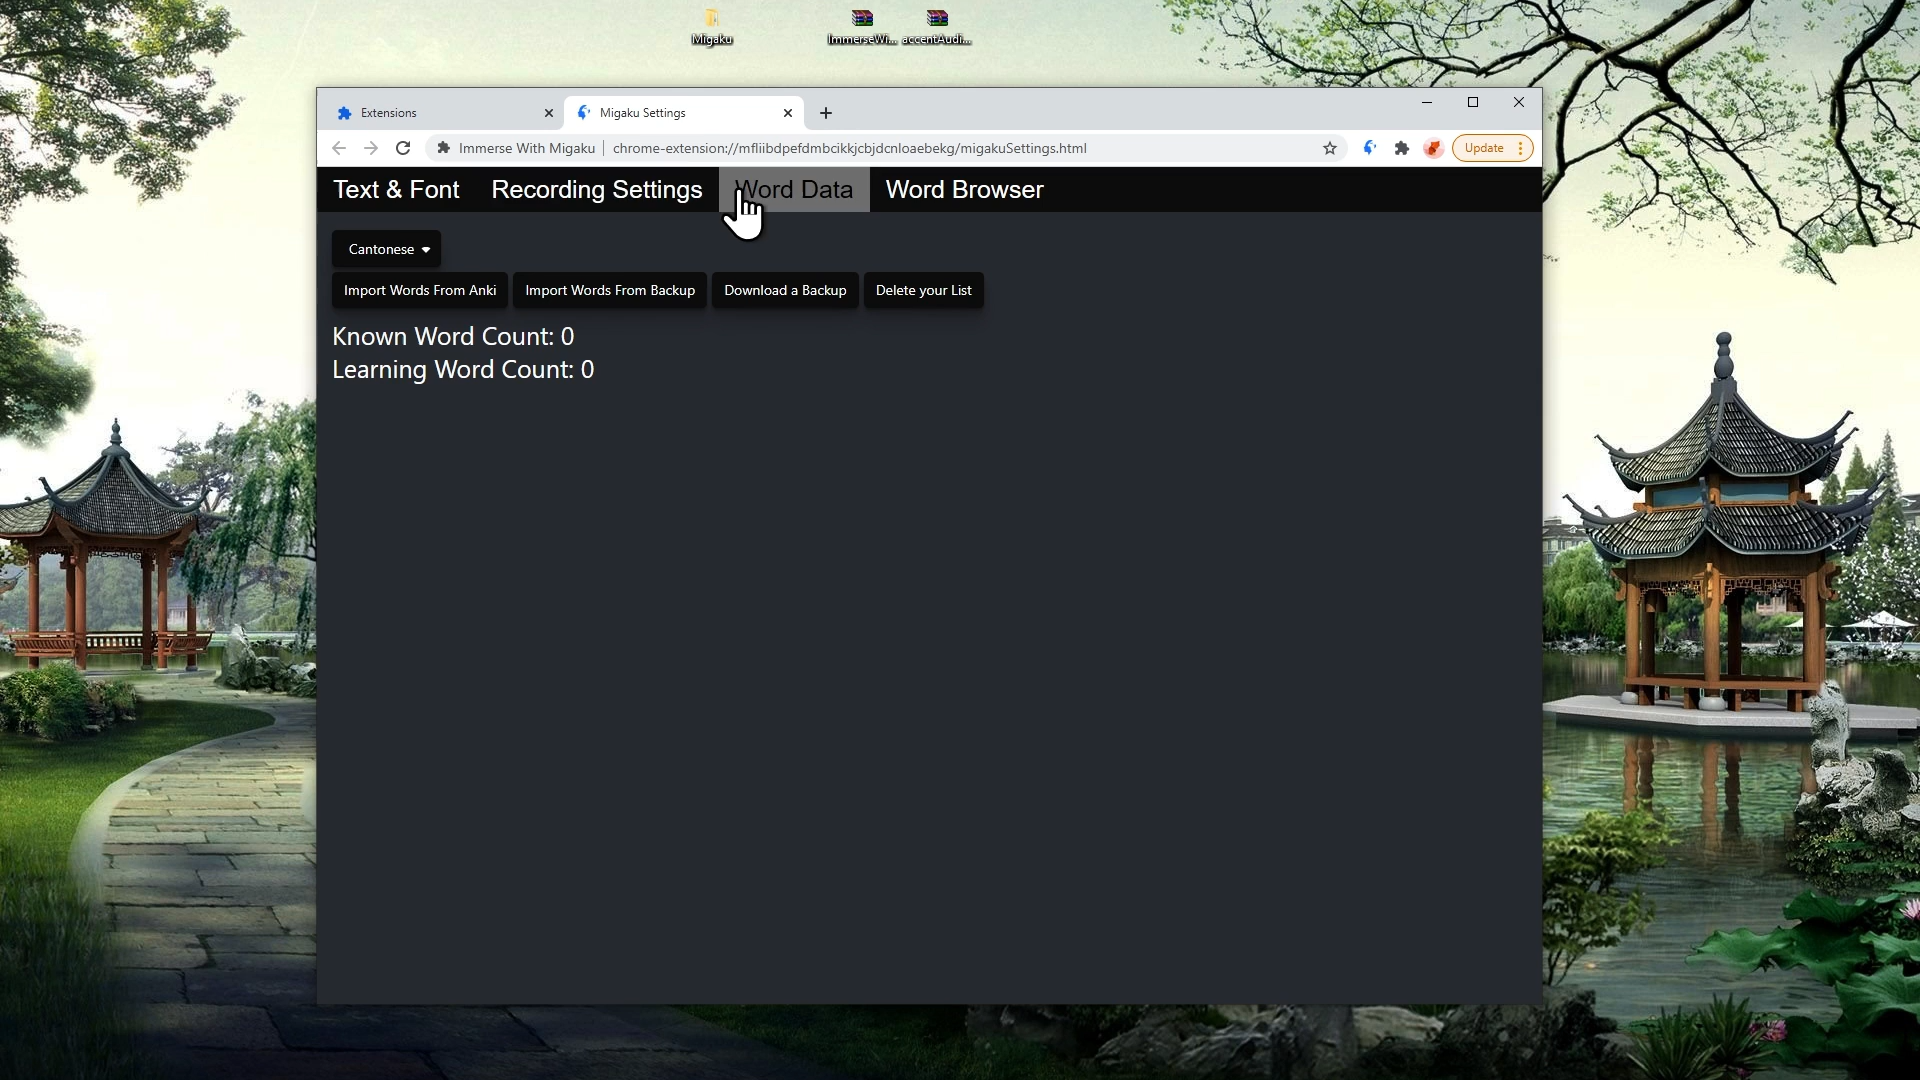 Migaku
ImmerseWi...
accentAudi...
Extensions
Migaku Settings
Immerse With Migaku
chrome-extension://mfliibdpefdmbcikkjcbjdcnloaebekg/migakuSettings.html
Update
Text & Font
Recording Settings
Word Data
Word Browser
Cantonese
Import Words From Anki
Import Words From Backup
Download a Backup
Delete your List
Known Word Count: 0
Learning Word Count: 0